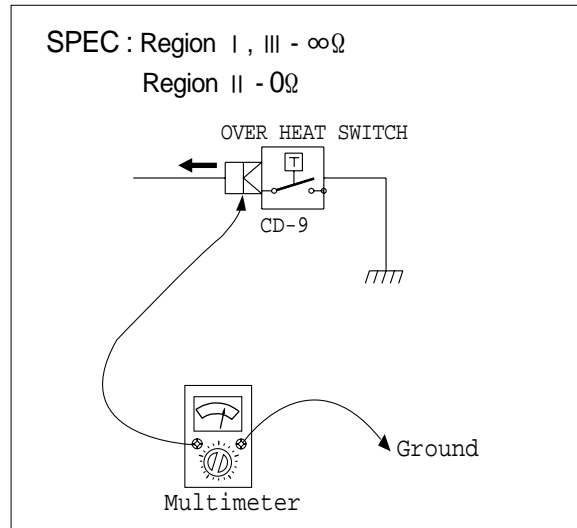 SPEC : Region Ⅰ , Ⅲ - ∞Ω
Region Ⅱ - 0Ω
OVER HEAT SWITCH
T
CD-9
Ground
Multimeter